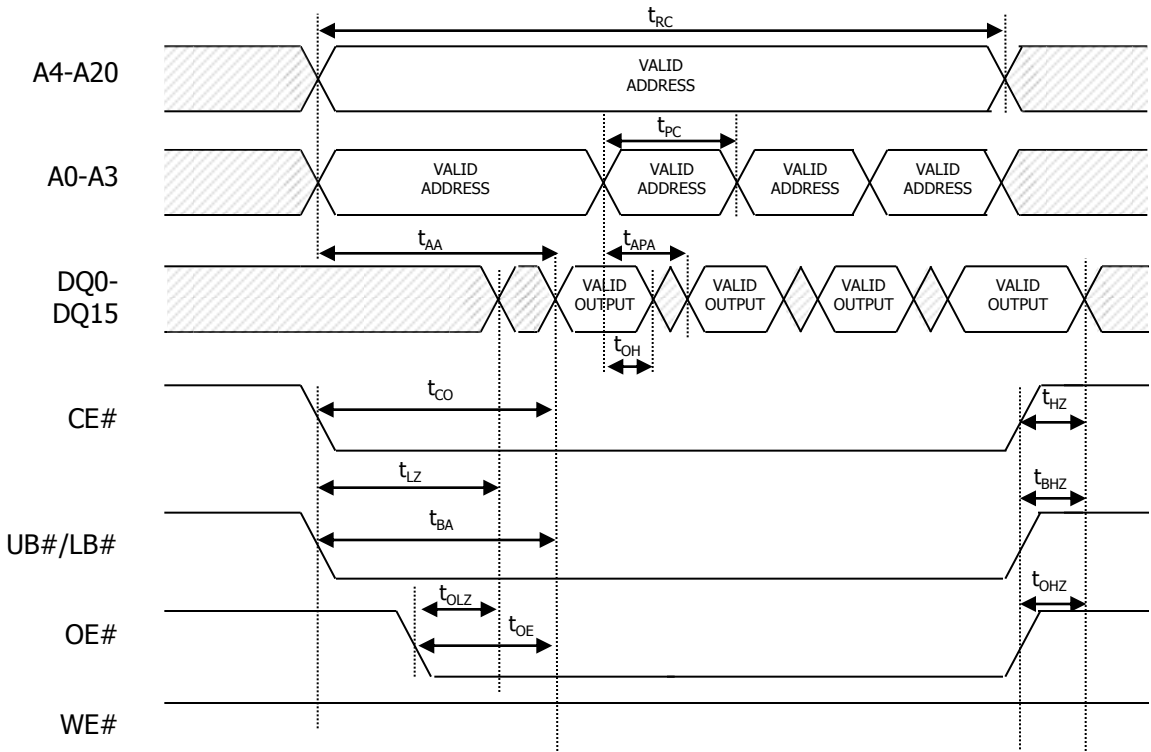 tRC
A4-A20
VALID
ADDRESS
tPC
A0-A3
VALID
ADDRESS
VALID
ADDRESS
VALID
ADDRESS
VALID
ADDRESS
tAA
tAPA
DQ0-
DQ15
VALID
OUTPUT
VALID
OUTPUT
VALID
OUTPUT
VALID
OUTPUT
tOH
CE#
tCO
tHZ
tLZ
tBHZ
UB#/LB#
tBA
tOLZ
tOHZ
OE#
tOE
WE#